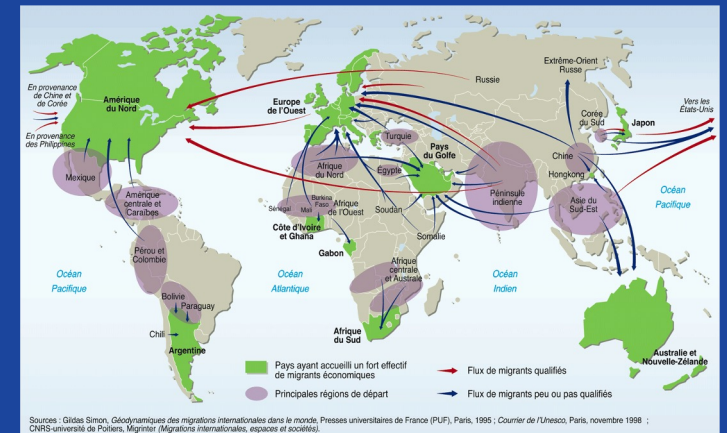 Extrême-Orient
Russe
Russie
En provenance
de Chine et
de Corée
Amérique
du Nord
Europe
de l'Ouest
Corée
du Sud
Japon
Vers les
États-Unis
En provenance
des Philippines
Turquie
Pays
du Golfe
Chine
Mexique
Afrique
du Nord
Égypte
Hongkong
Péninsule
indienne
Amérique
centrale et
Caraïbes
Sénégal
Mali
Burkina
Faso
Afrique
de l'Ouest
Soudan
Asie du
Sud-Est
Océan
Pacifique
Côte d'Ivoire
et Ghana
Somalie
Pérou et
Colombie
Gabon
Afrique
centrale
et Australe
Océan
Pacifique
Océan
Atlantique
Océan
Indien
Bolivie
Paraguay
Chili
Argentine
Afrique
du Sud
Australie et
Nouvelle-Zélande
Pays ayant accueilli un fort effectif
de migrants économiques
Flux de migrants qualifiés
Principales régions de départ
Flux de migrants peu ou pas qualifiés
Sources : Gildas Simon, Géodynamiques des migrations internationales dans le monde, Presses universitaires de France (PUF), Paris, 1995 ; Courrier de l'Unesco, Paris, novembre 1998 ;
CNRS-université de Poitiers, Migrinter (Migrations internationales, espaces et sociétés).